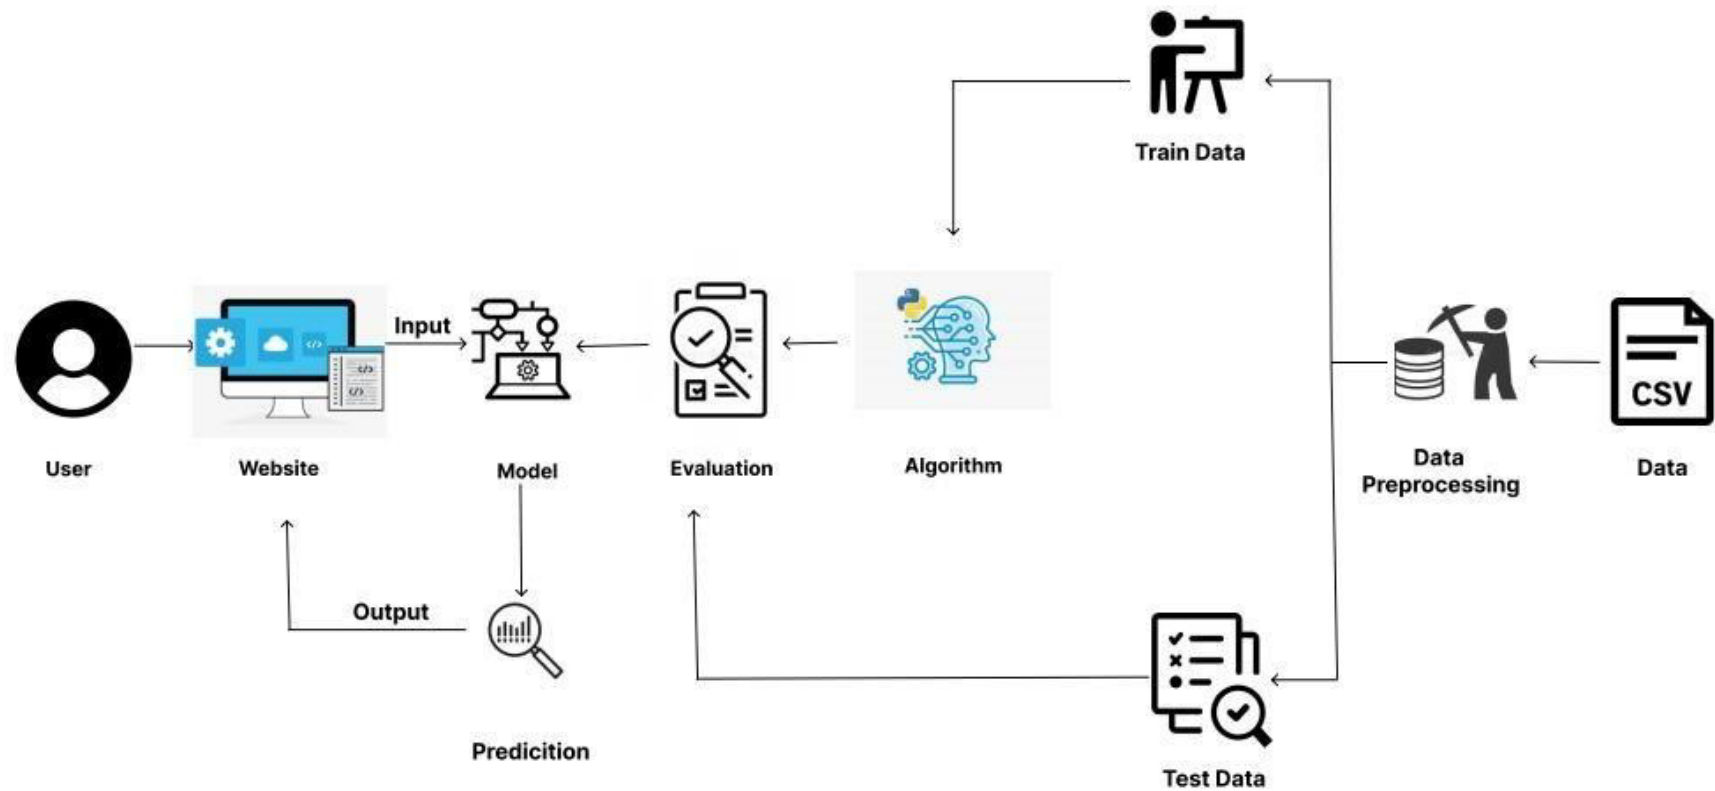 Train Data
Input
CSV
User
Website
Model
Evaluation
Algorithm
Data
Preprocessing
Data
Output
Predicition
Test Data